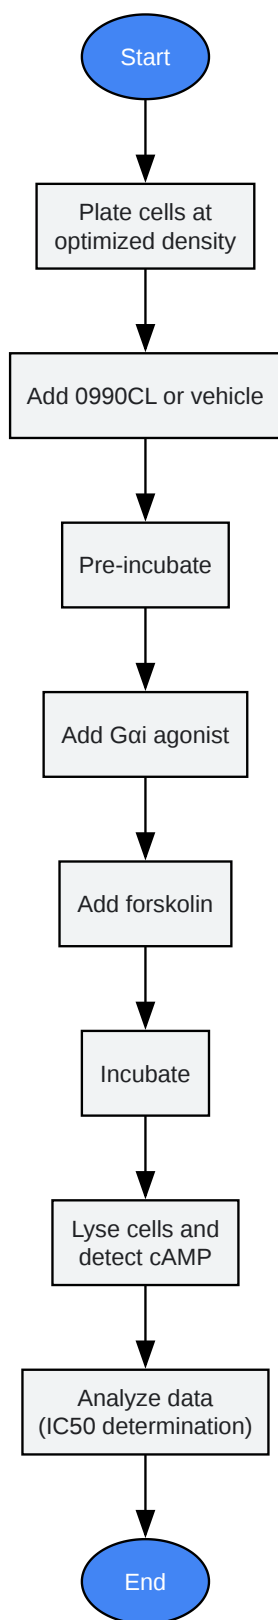 Start
Plate cells at
optimized density
Add 0990CL or vehicle
Pre-incubate
Add Gαi agonist
Add forskolin
Incubate
Lyse cells and
detect cAMP
Analyze data
(IC50 determination)
End